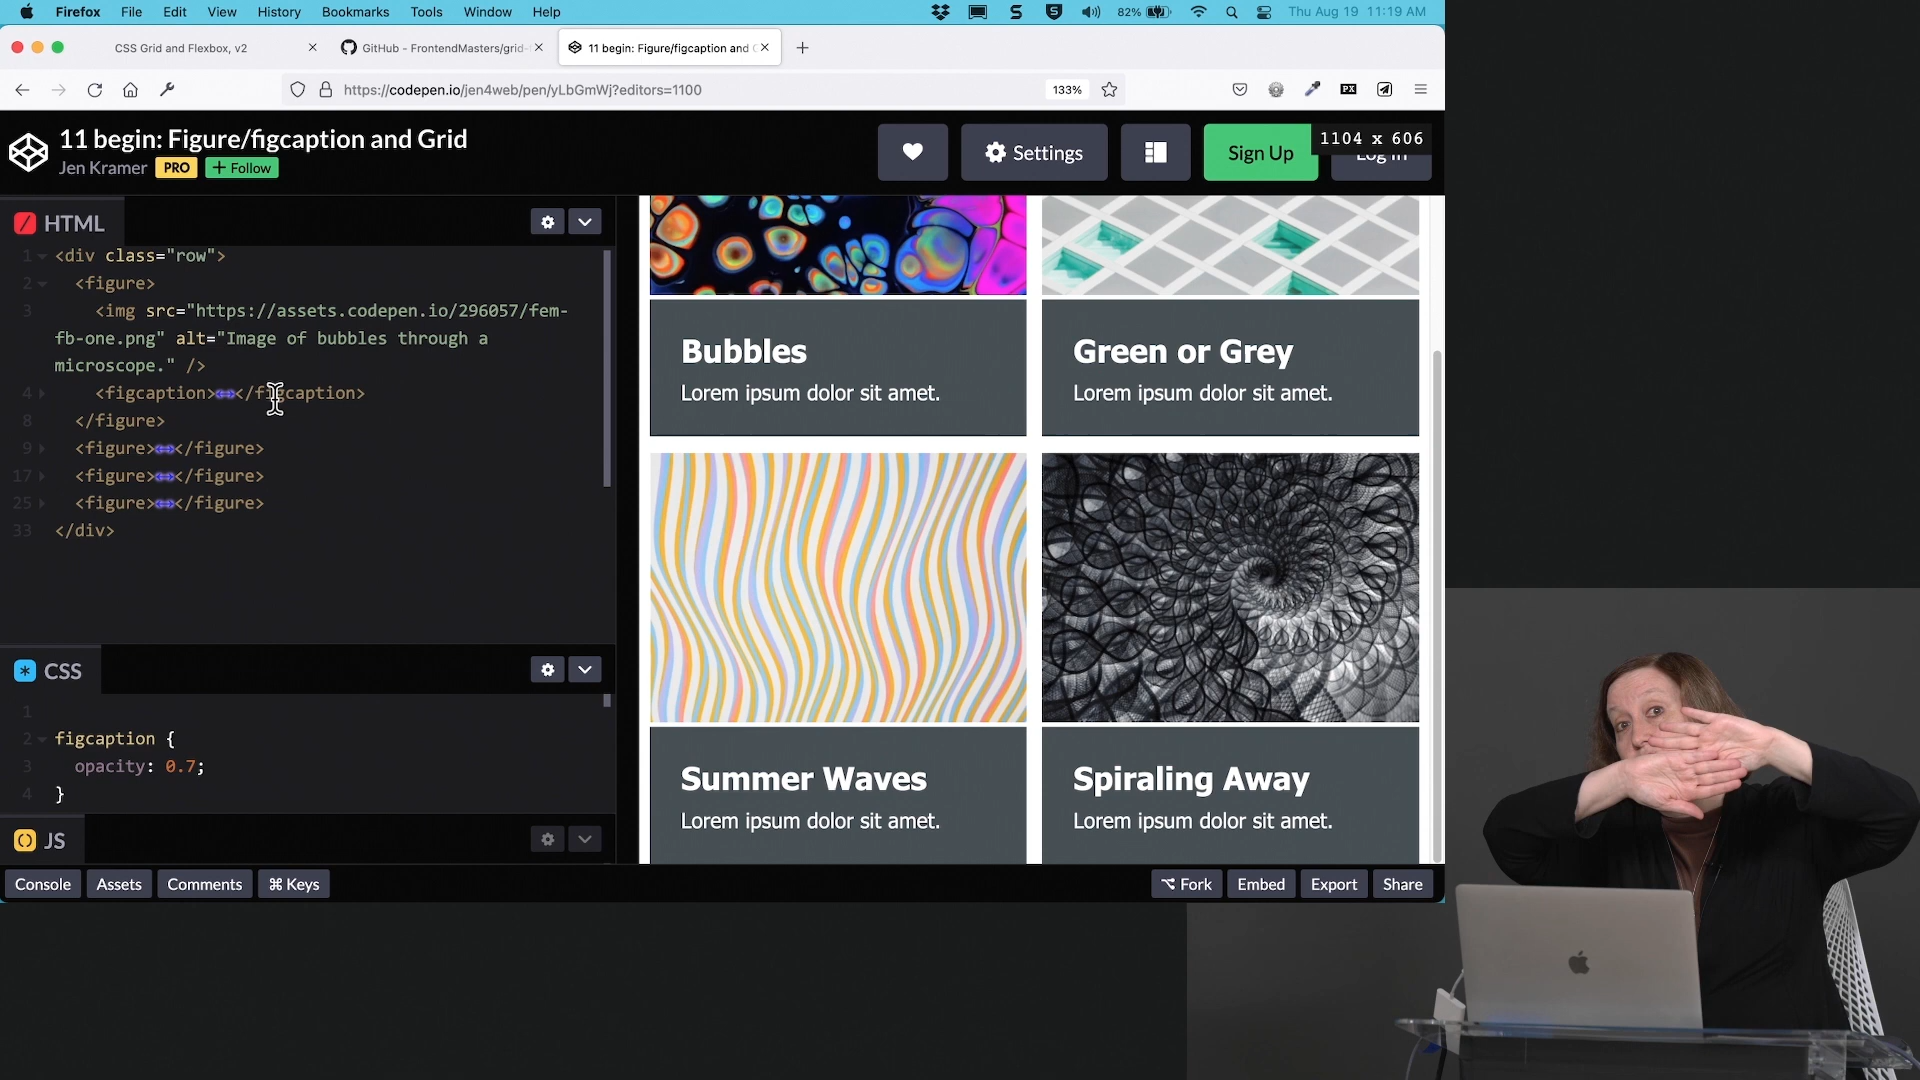 Firefox File Edit View History Bookmarks Tools Window Help 82% Thu Aug 19 11:19 AM
CSS Grid and Flexbox, v2
GitHub - FrontendMasters/grid-
11 begin: Figure/figcaption and
https://codepen.io/jen4web/pen/yLbGmWj?editors=1100
133%
PX
11 begin: Figure/figcaption and Grid
Jen Kramer PRO + Follow
Settings
Sign Up
1104 x 606
Log In
HTML
1 <div class="row">
2 <figure>
3 <img src="https://assets.codepen.io/296057/fem-
fb-one.png" alt="Image of bubbles through a
microscope." />
4 <figcaption></figcaption>
8 </figure>
9 <figure></figure>
17 <figure></figure>
25 <figure></figure>
33 </div>
CSS
1
2 figcaption {
3 opacity: 0.7;
4 }
JS
Bubbles
Lorem ipsum dolor sit amet.
Green or Grey
Lorem ipsum dolor sit amet.
Summer Waves
Lorem ipsum dolor sit amet.
Spiraling Away
Lorem ipsum dolor sit amet.
Console Assets Comments ⌘ Keys
Fork Embed Export Share